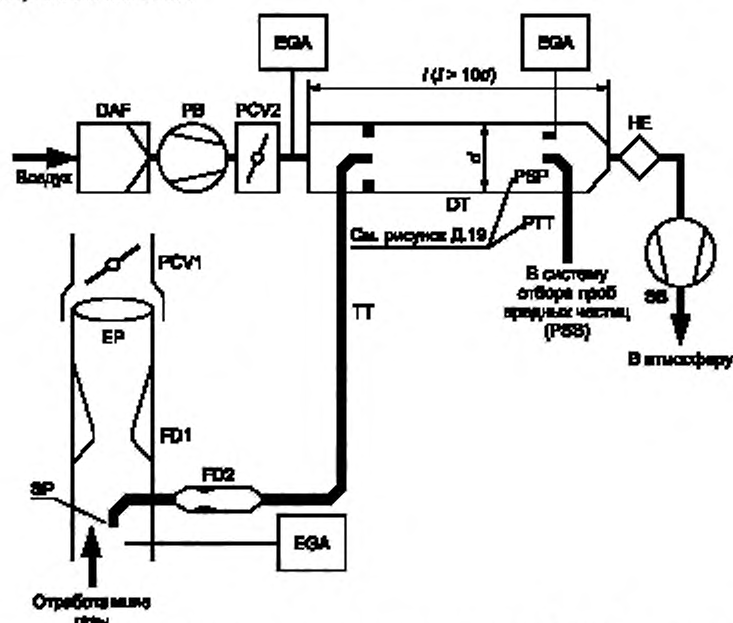 EGA
EGA
l (l > 10d)
DAF
PB
PCV2
HE
Воздух
d
PSP
DT
См. рисунок Д.19
PTT
PCV1
В систему
отбора проб
вредных частиц
(PSS)
SB
EP
TT
В атмосферу
FD1
FD2
SP
EGA